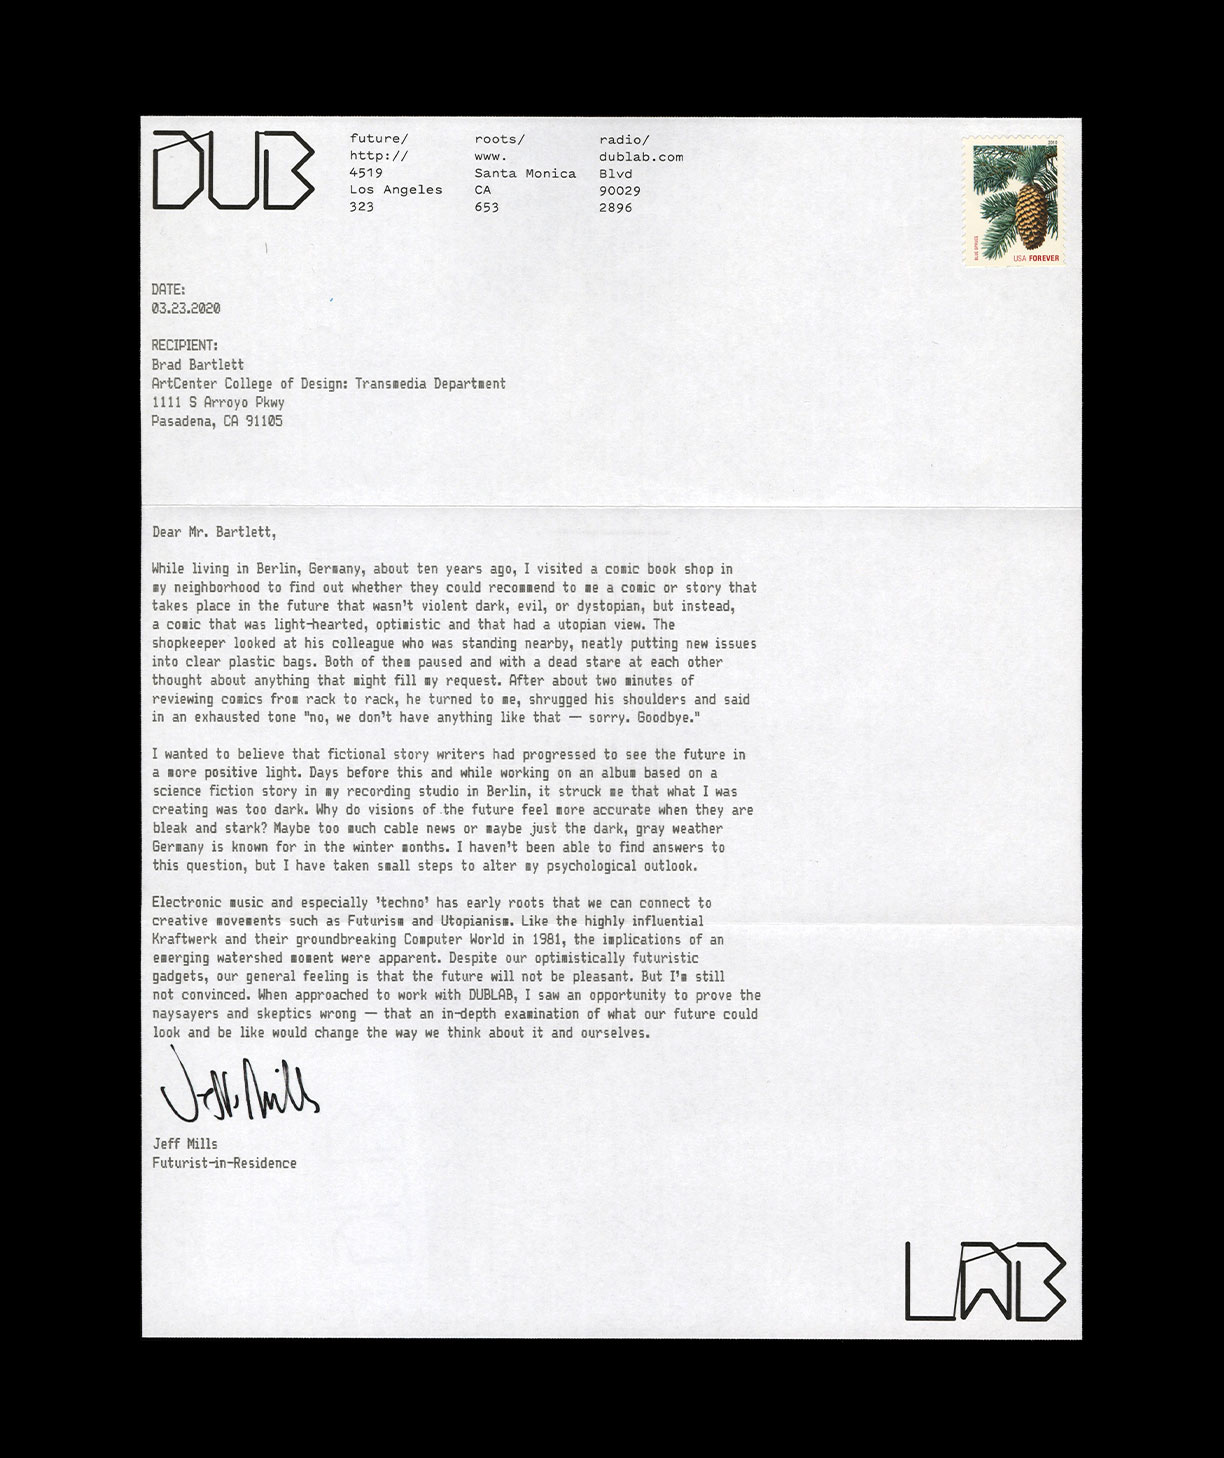 DUB
future/ roots/ radio/
http:// www. dublab.com
4519 Santa Monica Blvd
Los Angeles CA 90029
323 653 2896
2010
BLUE SPRUCE
USA FOREVER
DATE:
03.23.2020
RECIPIENT:
Brad Bartlett
ArtCenter College of Design: Transmedia Department
1111 S Arroyo Pkwy
Pasadena, CA 91105
Dear Mr. Bartlett,
While living in Berlin, Germany, about ten years ago, I visited a comic book shop in
my neighborhood to find out whether they could recommend to me a comic or story that
takes place in the future that wasn't violent dark, evil, or dystopian, but instead,
a comic that was light-hearted, optimistic and that had a utopian view. The
shopkeeper looked at his colleague who was standing nearby, neatly putting new issues
into clear plastic bags. Both of them paused and with a dead stare at each other
thought about anything that might fill my request. After about two minutes of
reviewing comics from rack to rack, he turned to me, shrugged his shoulders and said
in an exhausted tone "no, we don't have anything like that — sorry. Goodbye."
I wanted to believe that fictional story writers had progressed to see the future in
a more positive light. Days before this and while working on an album based on a
science fiction story in my recording studio in Berlin, it struck me that what I was
creating was too dark. Why do visions of the future feel more accurate when they are
bleak and stark? Maybe too much cable news or maybe just the dark, gray weather
Germany is known for in the winter months. I haven't been able to find answers to
this question, but I have taken small steps to alter my psychological outlook.
Electronic music and especially 'techno' has early roots that we can connect to
creative movements such as Futurism and Utopianism. Like the highly influential
Kraftwerk and their groundbreaking Computer World in 1981, the implications of an
emerging watershed moment were apparent. Despite our optimistically futuristic
gadgets, our general feeling is that the future will not be pleasant. But I'm still
not convinced. When approached to work with DUBLAB, I saw an opportunity to prove the
naysayers and skeptics wrong — that an in-depth examination of what our future could
look and be like would change the way we think about it and ourselves.
Jeff Mills
Jeff Mills
Futurist-in-Residence
LAB